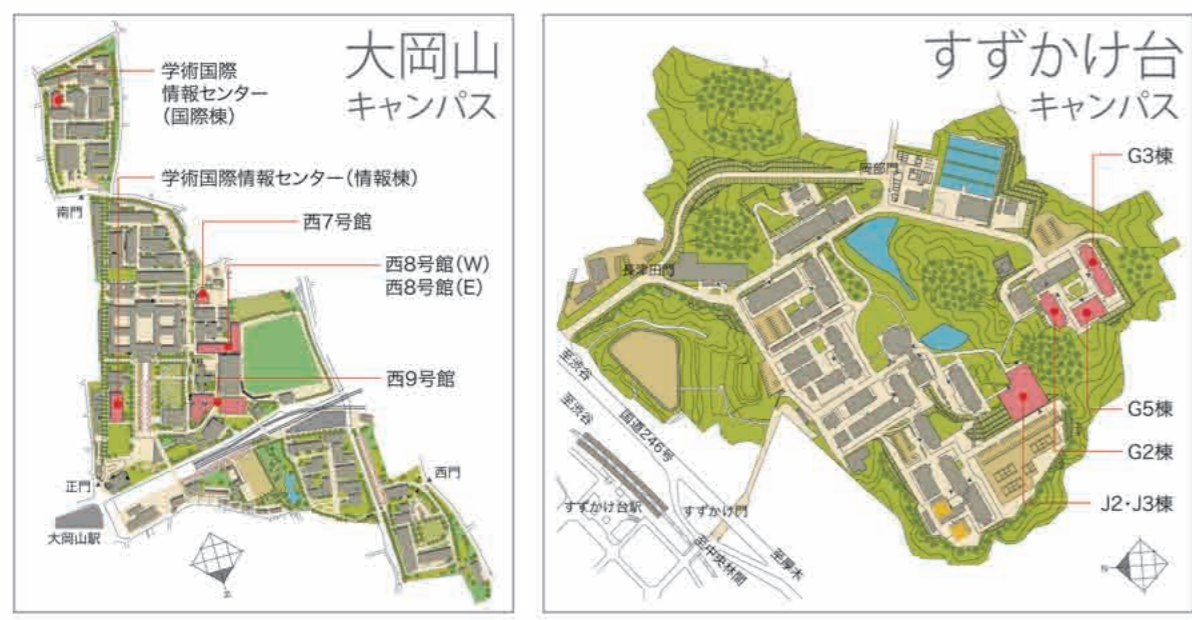 大岡山
キャンパス
学術国際
情報センター
（国際棟）
学術国際情報センター（情報棟）
南門
西7号館
西8号館（W）
西8号館（E）
西9号館
正門
西門
大岡山駅
N
すずかけ台
キャンパス
岡部門
G3棟
長津田門
至渋谷
至渋谷
国道246号
G5棟
G2棟
J2・J3棟
すずかけ台駅
すずかけ門
至中央林間
至厚木
N